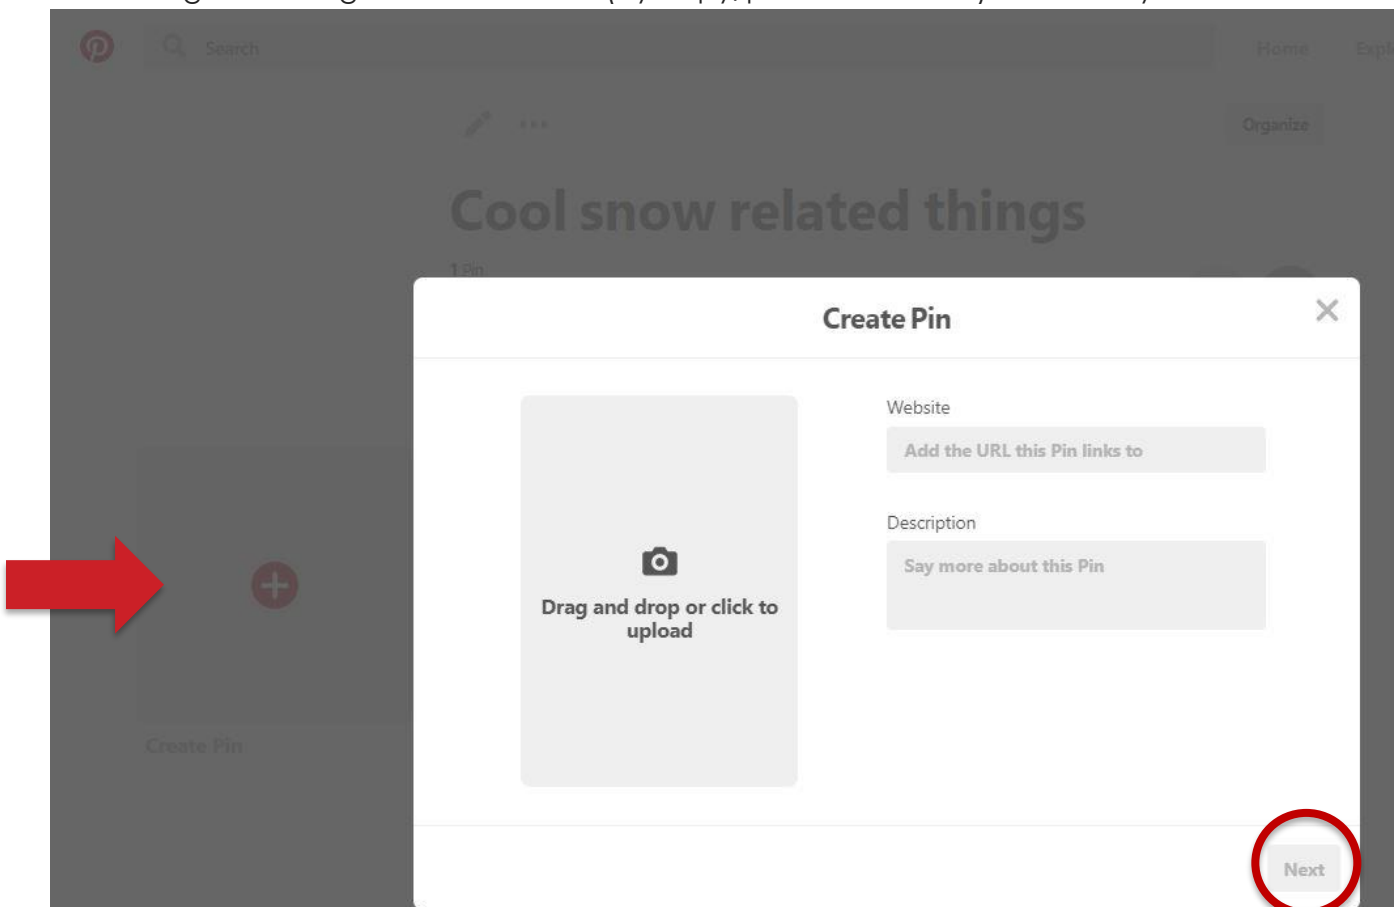 Search
Home
Organize
Cool snow related things
1 Pin
Create Pin
Website
Add the URL this Pin links to
Description
Say more about this Pin
Drag and drop or click to
upload
Create Pin
Next